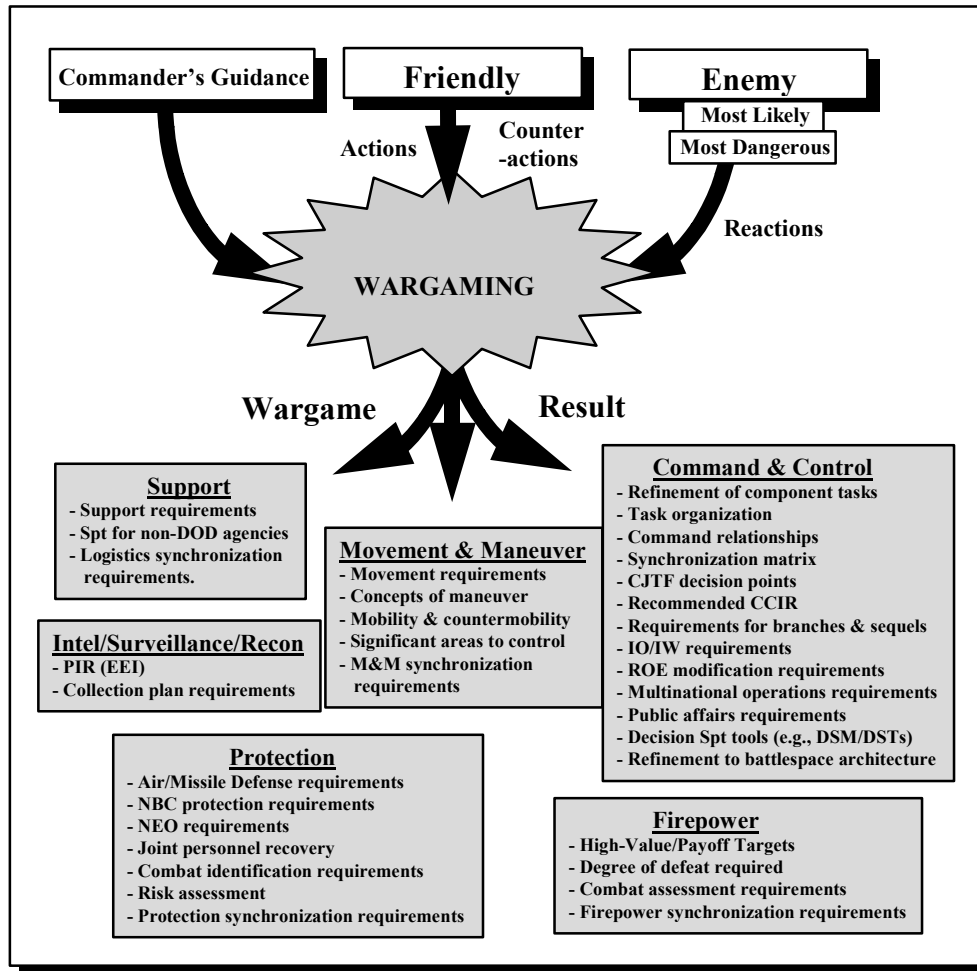 Commander's Guidance
Friendly
Enemy
Most Likely
Most Dangerous
Actions
Counter
-actions
Reactions
WARGAMING
Wargame
Result
Support
- Support requirements
- Spt for non-DOD agencies
- Logistics synchronization
requirements.
Intel/Surveillance/Recon
- PIR (EEI)
- Collection plan requirements
Movement & Maneuver
- Movement requirements
- Concepts of maneuver
- Mobility & countermobility
- Significant areas to control
- M&M synchronization
requirements
Command & Control
- Refinement of component tasks
- Task organization
- Command relationships
- Synchronization matrix
- CJTF decision points
- Recommended CCIR
- Requirements for branches & sequels
- IO/IW requirements
- ROE modification requirements
- Multinational operations requirements
- Public affairs requirements
- Decision Spt tools (e.g., DSM/DSTs)
- Refinement to battlespace architecture
Protection
- Air/Missile Defense requirements
- NBC protection requirements
- NEO requirements
- Joint personnel recovery
- Combat identification requirements
- Risk assessment
- Protection synchronization requirements
Firepower
- High-Value/Payoff Targets
- Degree of defeat required
- Combat assessment requirements
- Firepower synchronization requirements